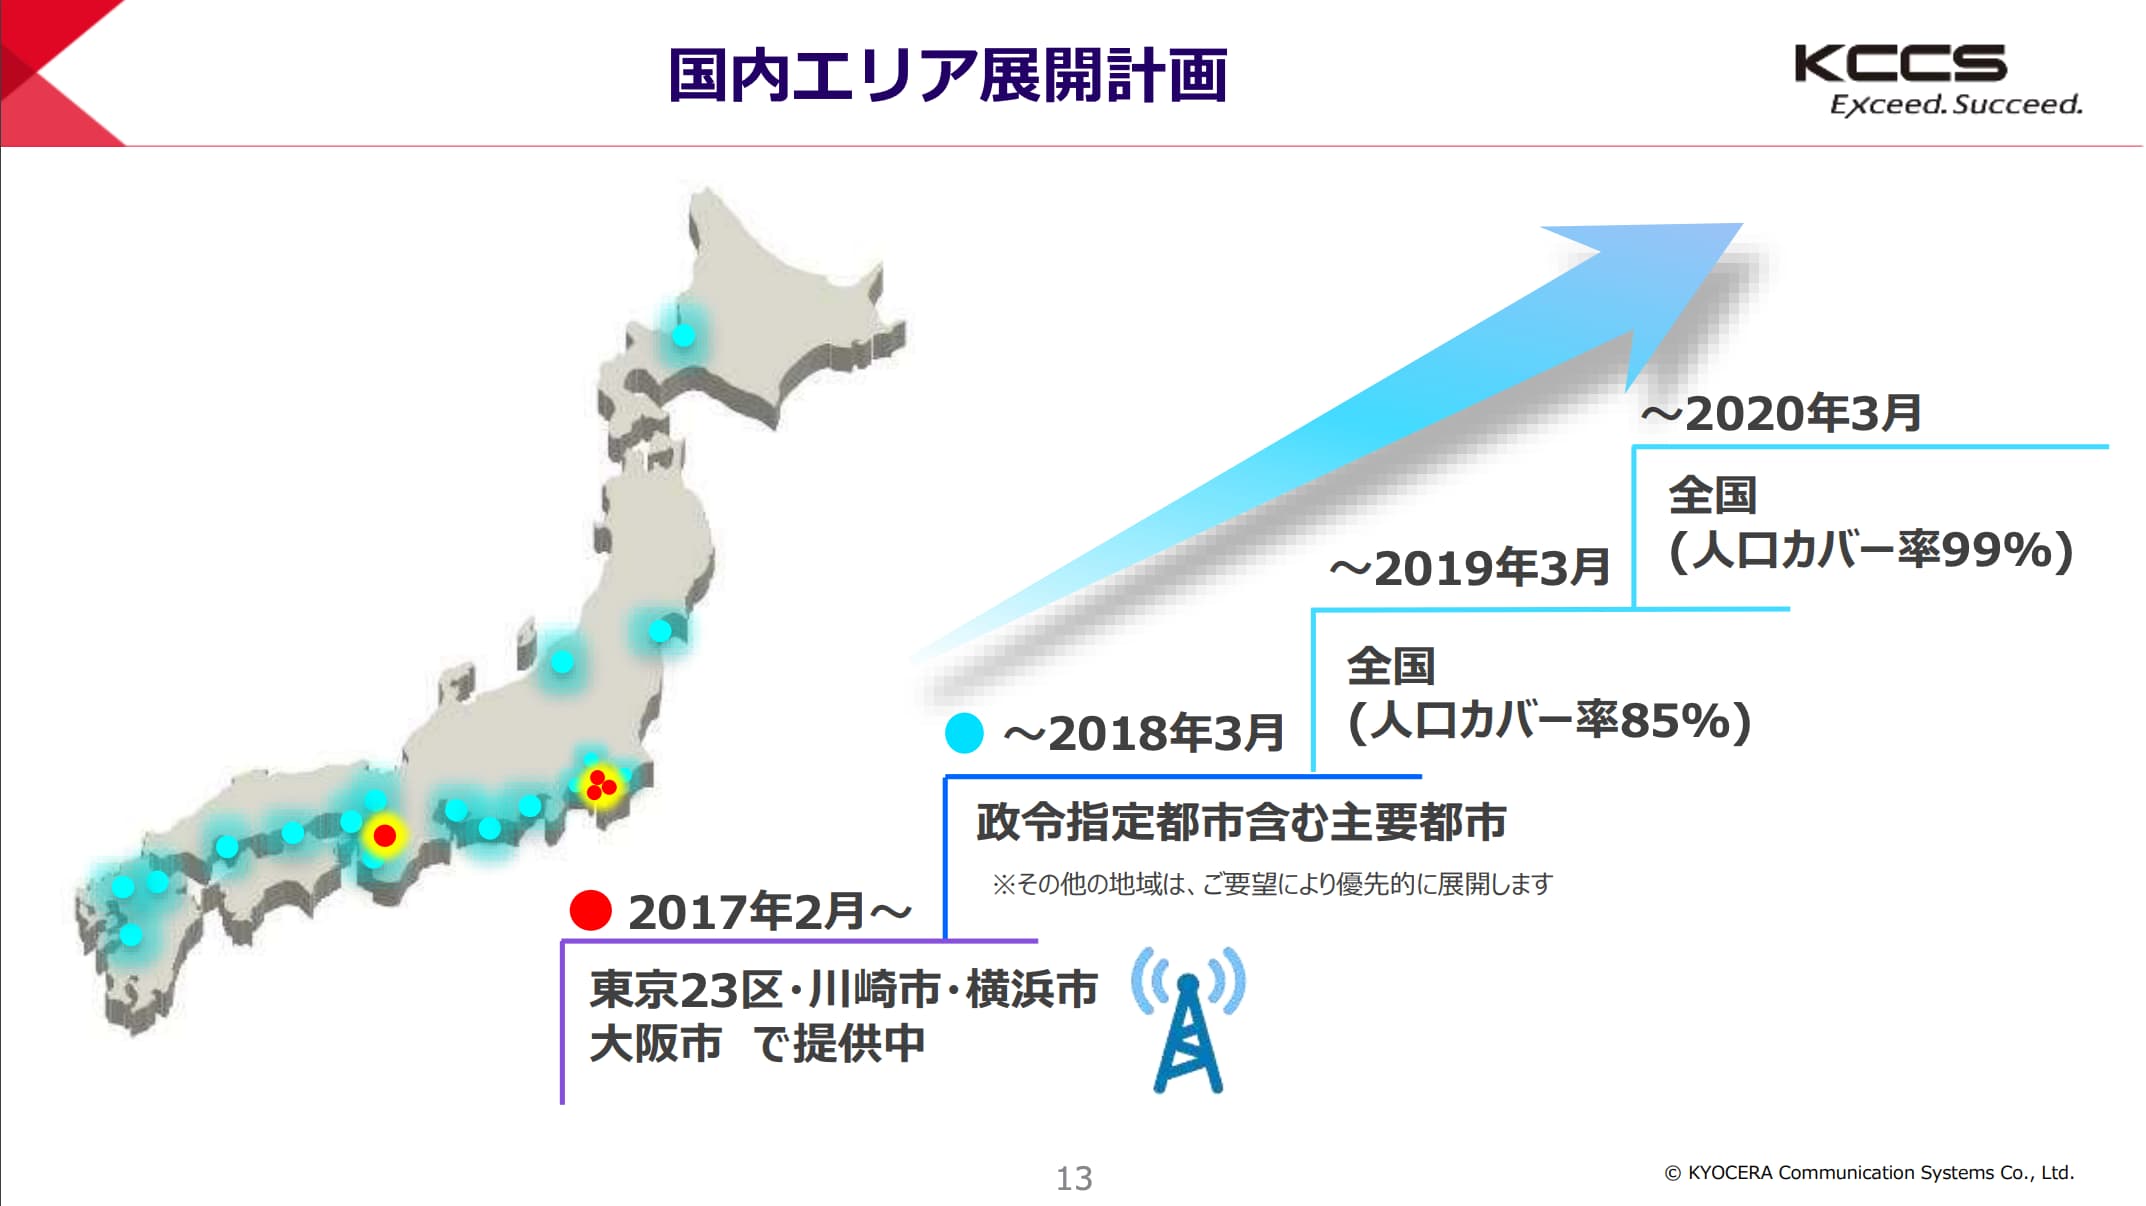 国内エリア展開計画
KCCS
Exceed. Succeed.
～2020年3月
全国
(人口カバー率99%)
～2019年3月
全国
(人口カバー率85%)
～2018年3月
政令指定都市含む主要都市
※その他の地域は、ご要望により優先的に展開します
2017年2月～
東京23区・川崎市・横浜市
大阪市　で提供中
13
© KYOCERA Communication Systems Co., Ltd.